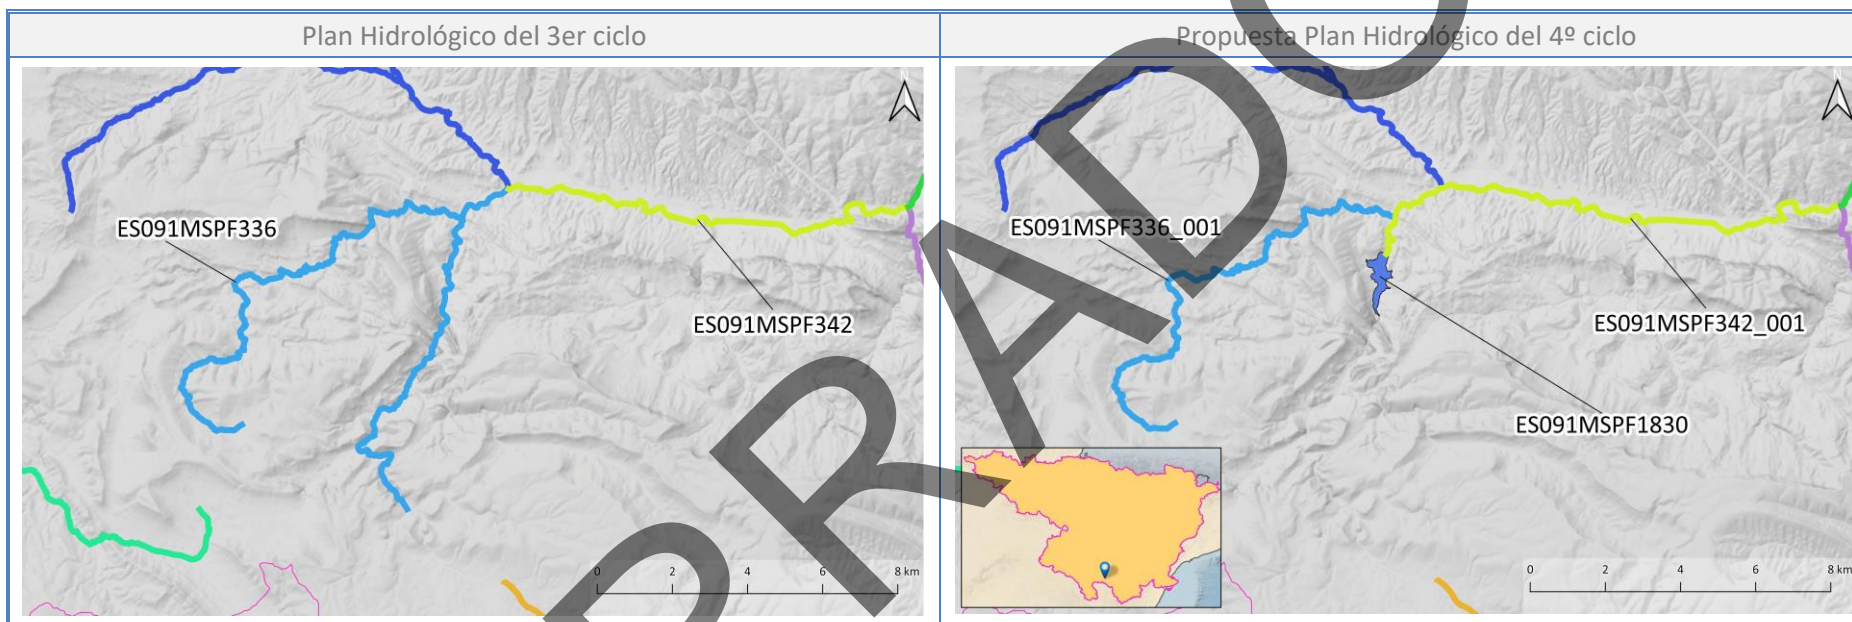 Plan Hidrológico del 3er ciclo
Propuesta Plan Hidrológico del 4º ciclo
ES091MSPF336
ES091MSPF342
0 2 4 6 8 km
ES091MSPF336_001
ES091MSPF342_001
ES091MSPF1830
0 2 4 6 8 km